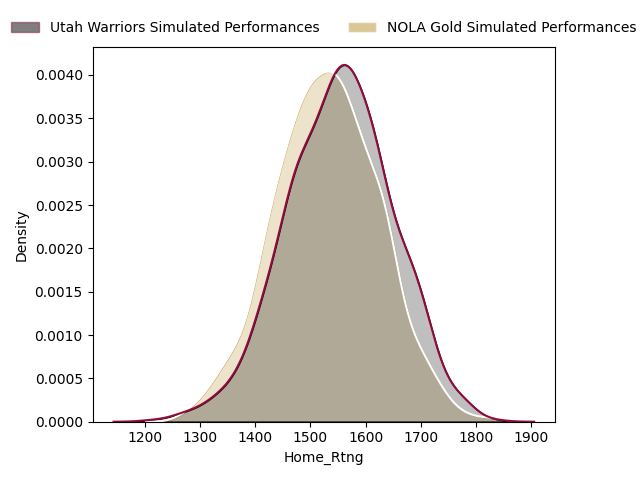 Utah Warriors Simulated Performances NOLA Gold Simulated Performances
0.0040
0.0035
0.0030
0.0025
0.0020
0.0015
0.0010
0.0005
0.0000
Density
1200 1300 1400 1500 1600 1700 1800 1900
Home_Rtng